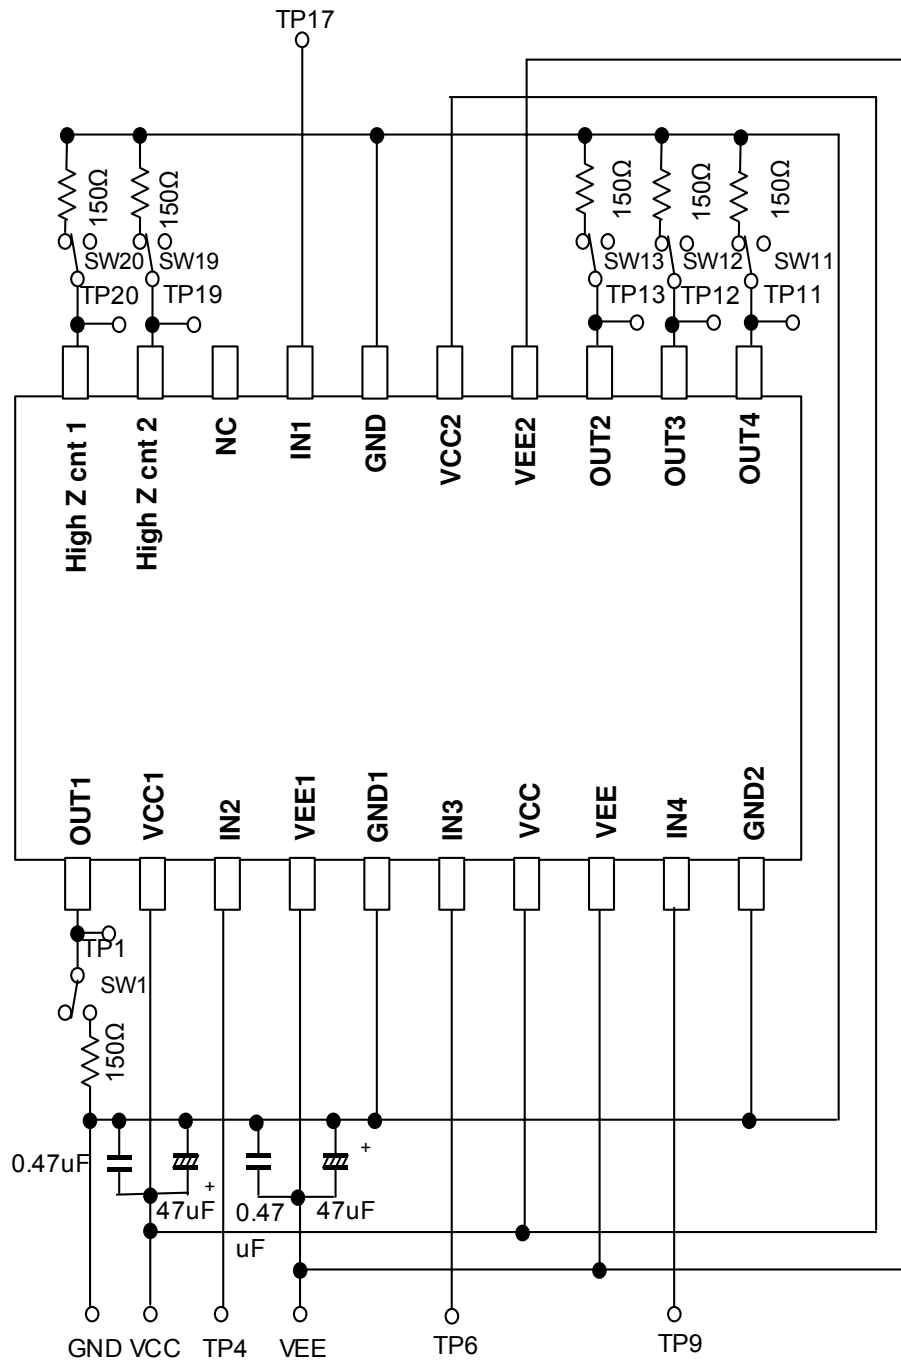 TP17
150Ω
150Ω
150Ω
150Ω
150Ω
SW20
SW19
SW13
SW12
SW11
TP20
TP19
TP13
TP12
TP11
High Z cnt 1
High Z cnt 2
NC
IN1
GND
VCC2
VEE2
OUT2
OUT3
OUT4
OUT1
VCC1
IN2
VEE1
GND1
IN3
VCC
VEE
IN4
GND2
TP1
SW1
150Ω
0.47uF
+
47uF
0.47
uF
+
47uF
GND
VCC
TP4
VEE
TP6
TP9